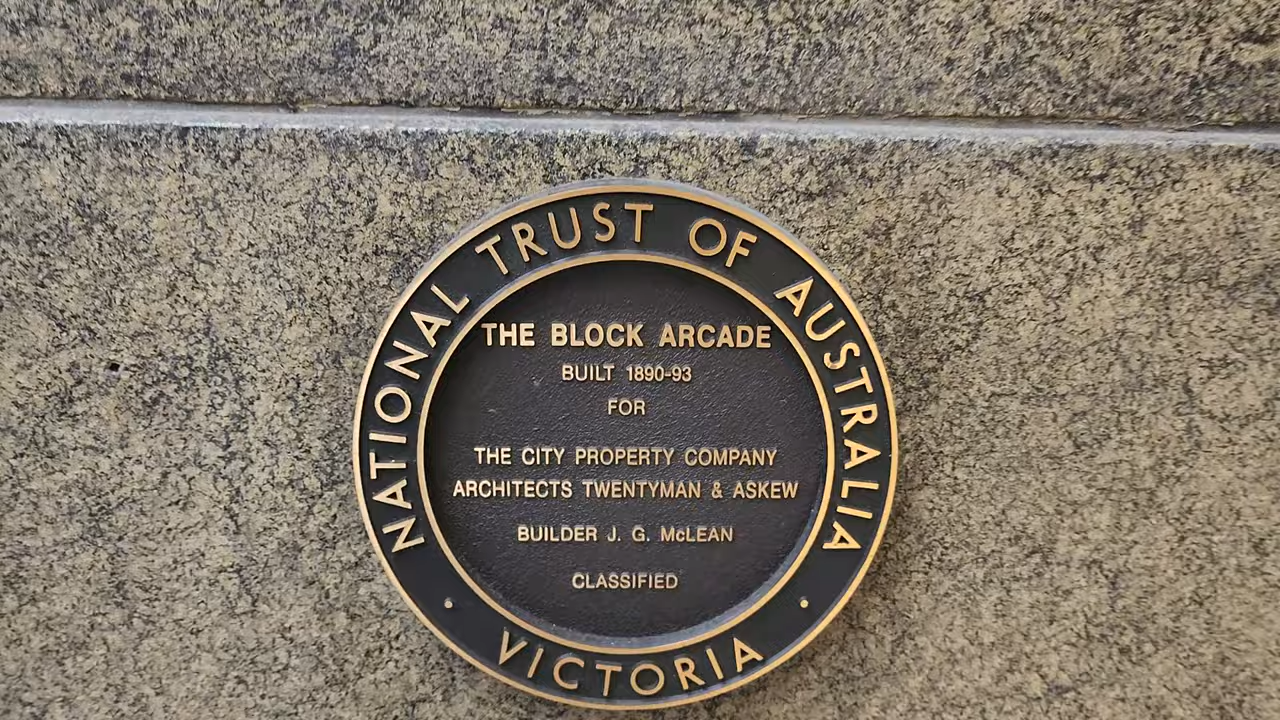 NATIONAL TRUST OF AUSTRALIA
THE BLOCK ARCADE
BUILT 1890-93
FOR
THE CITY PROPERTY COMPANY
ARCHITECTS TWENTYMAN & ASKEW
BUILDER J. G. McLEAN
CLASSIFIED
• VICTORIA •